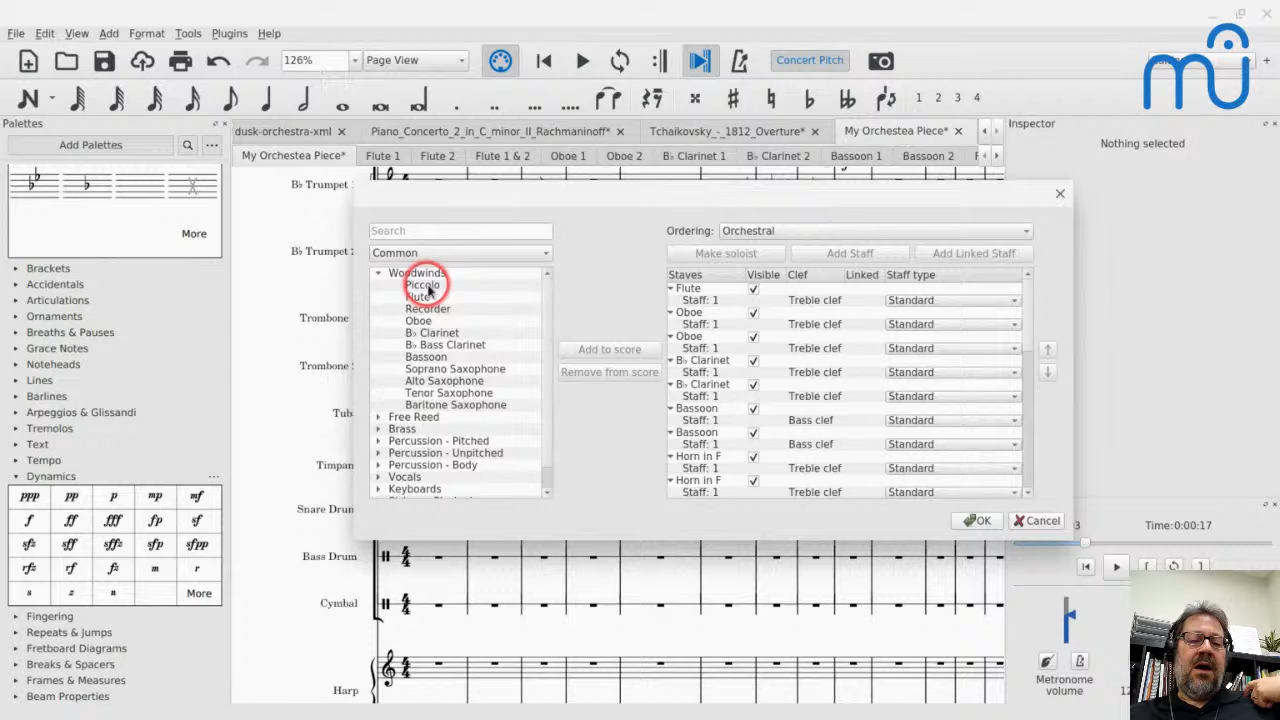 File Edit View Add Format Tools Plugins Help
126% Page View Concert Pitch
1 2 3 4
Palettes
Add Palettes
More
Brackets
Accidentals
Articulations
Ornaments
Breaths & Pauses
Grace Notes
Noteheads
Lines
Barlines
Arpeggios & Glissandi
Tremolos
Text
Tempo
Dynamics
ppp pp p mp mf
f ff fff fp sf
sfz sff sffz sfp sfpp
rfz rf fz m r
s z n More
Fingering
Repeats & Jumps
Fretboard Diagrams
Breaks & Spacers
Frames & Measures
Beam Properties
dusk-orchestra-xml Piano_Concerto_2_in_C_minor_II_Rachmaninoff* Tchaikovsky_-_1812_Overture* My Orchestea Piece*
My Orchestea Piece* Flute 1 Flute 2 Flute 1 & 2 Oboe 1 Oboe 2 B♭ Clarinet 1 B♭ Clarinet 2 Bassoon 1 Bassoon 2
B♭ Trumpet
B♭ Trumpet
Trombone
Trombone
Tub
Timpan
Snare Drum
Bass Drum
Cymbal
Harp
Search
Common
Woodwinds
Piccolo
Flute
Recorder
Oboe
B♭ Clarinet
B♭ Bass Clarinet
Bassoon
Soprano Saxophone
Alto Saxophone
Tenor Saxophone
Baritone Saxophone
Free Reed
Brass
Percussion - Pitched
Percussion - Unpitched
Percussion - Body
Vocals
Keyboards
Add to score
Remove from score
Ordering: Orchestral
Make soloist Add Staff Add Linked Staff
Staves Visible Clef Linked Staff type
Flute
Staff: 1 Treble clef Standard
Oboe
Staff: 1 Treble clef Standard
Oboe
Staff: 1 Treble clef Standard
B♭ Clarinet
Staff: 1 Treble clef Standard
B♭ Clarinet
Staff: 1 Treble clef Standard
Bassoon
Staff: 1 Bass clef Standard
Bassoon
Staff: 1 Bass clef Standard
Horn in F
Staff: 1 Treble clef Standard
Horn in F
Staff: 1 Treble clef Standard
OK Cancel
Inspector
Nothing selected
Time:0:00:17
Metronome
volume